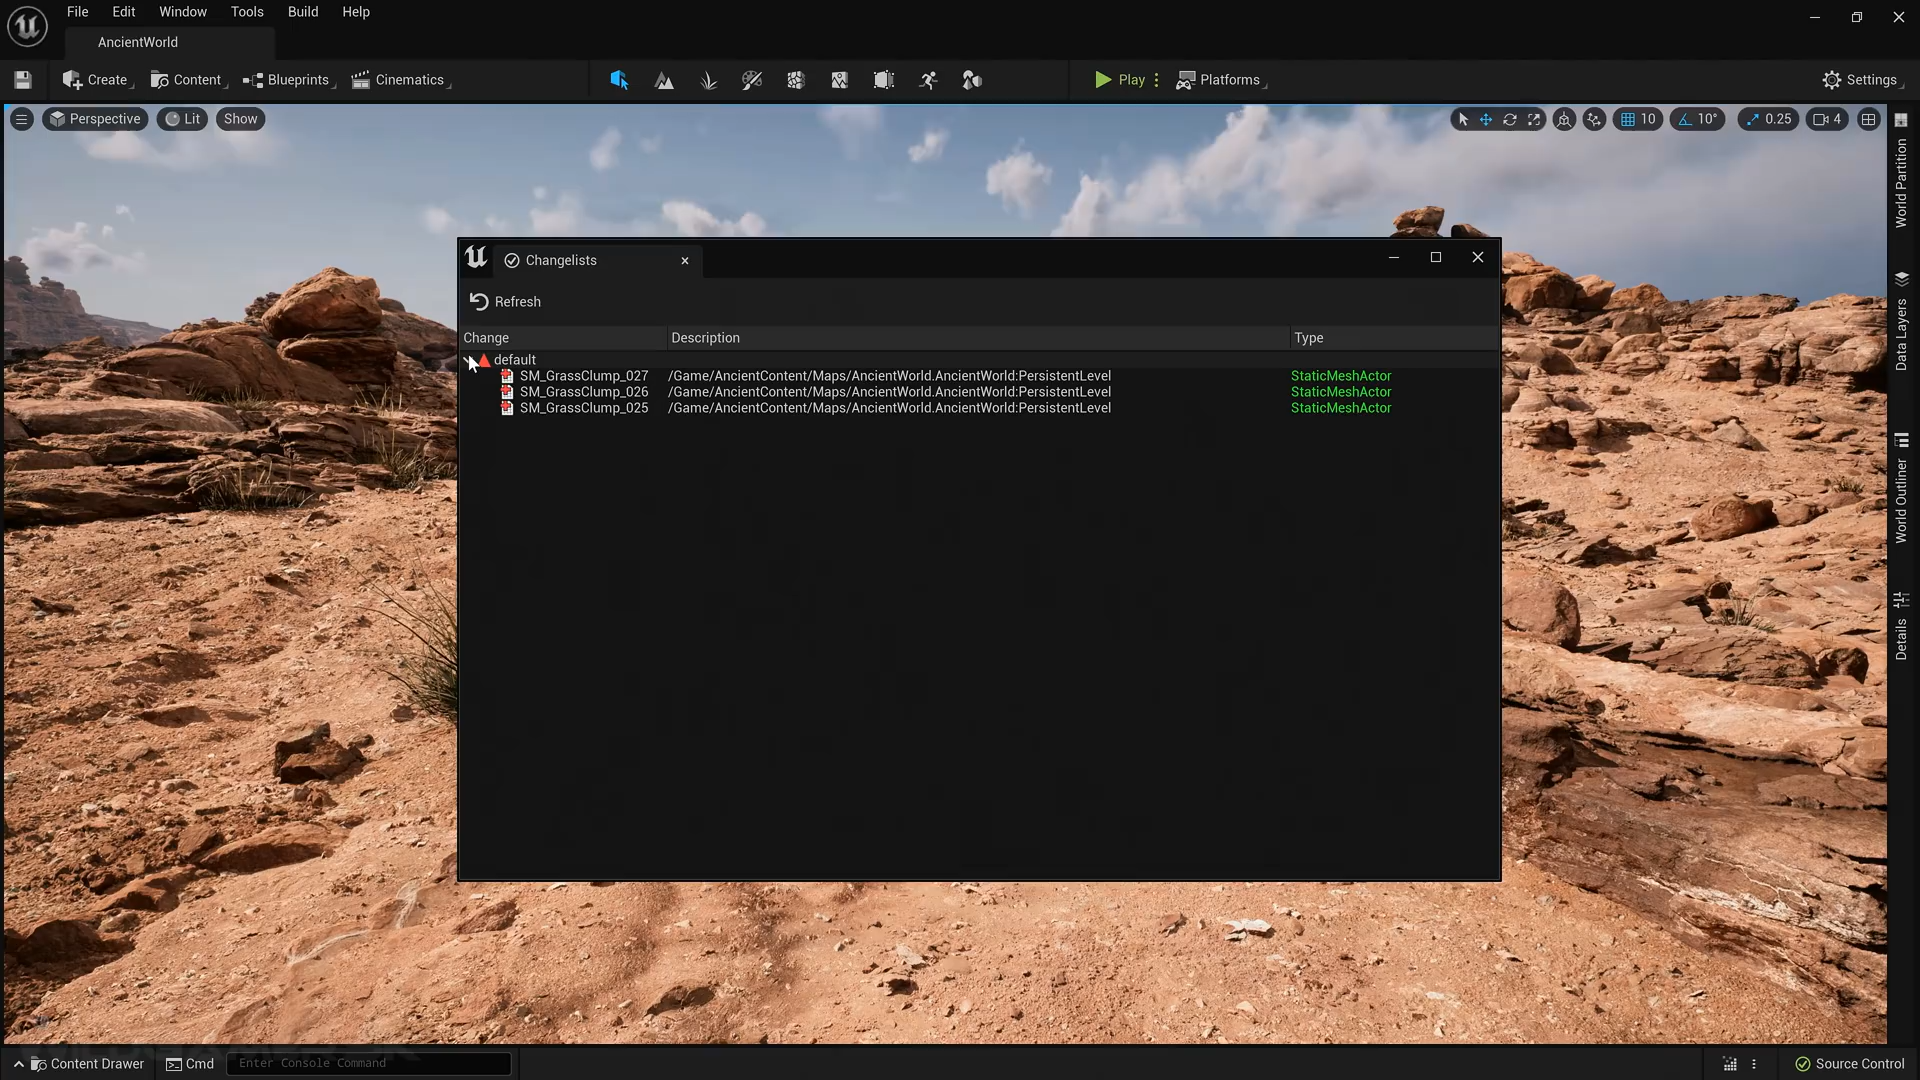 File Edit Window Tools Build Help
AncientWorld
Create Content Blueprints Cinematics Play Platforms Settings
Perspective Lit Show 10 10° 0.25 4
World Partition
Data Layers
World Outliner
Details
Changelists
Refresh
Change Description Type
default
SM_GrassClump_027 /Game/AncientContent/Maps/AncientWorld.AncientWorld:PersistentLevel StaticMeshActor
SM_GrassClump_026 /Game/AncientContent/Maps/AncientWorld.AncientWorld:PersistentLevel StaticMeshActor
SM_GrassClump_025 /Game/AncientContent/Maps/AncientWorld.AncientWorld:PersistentLevel StaticMeshActor
Content Drawer Cmd Enter Console Command Source Control